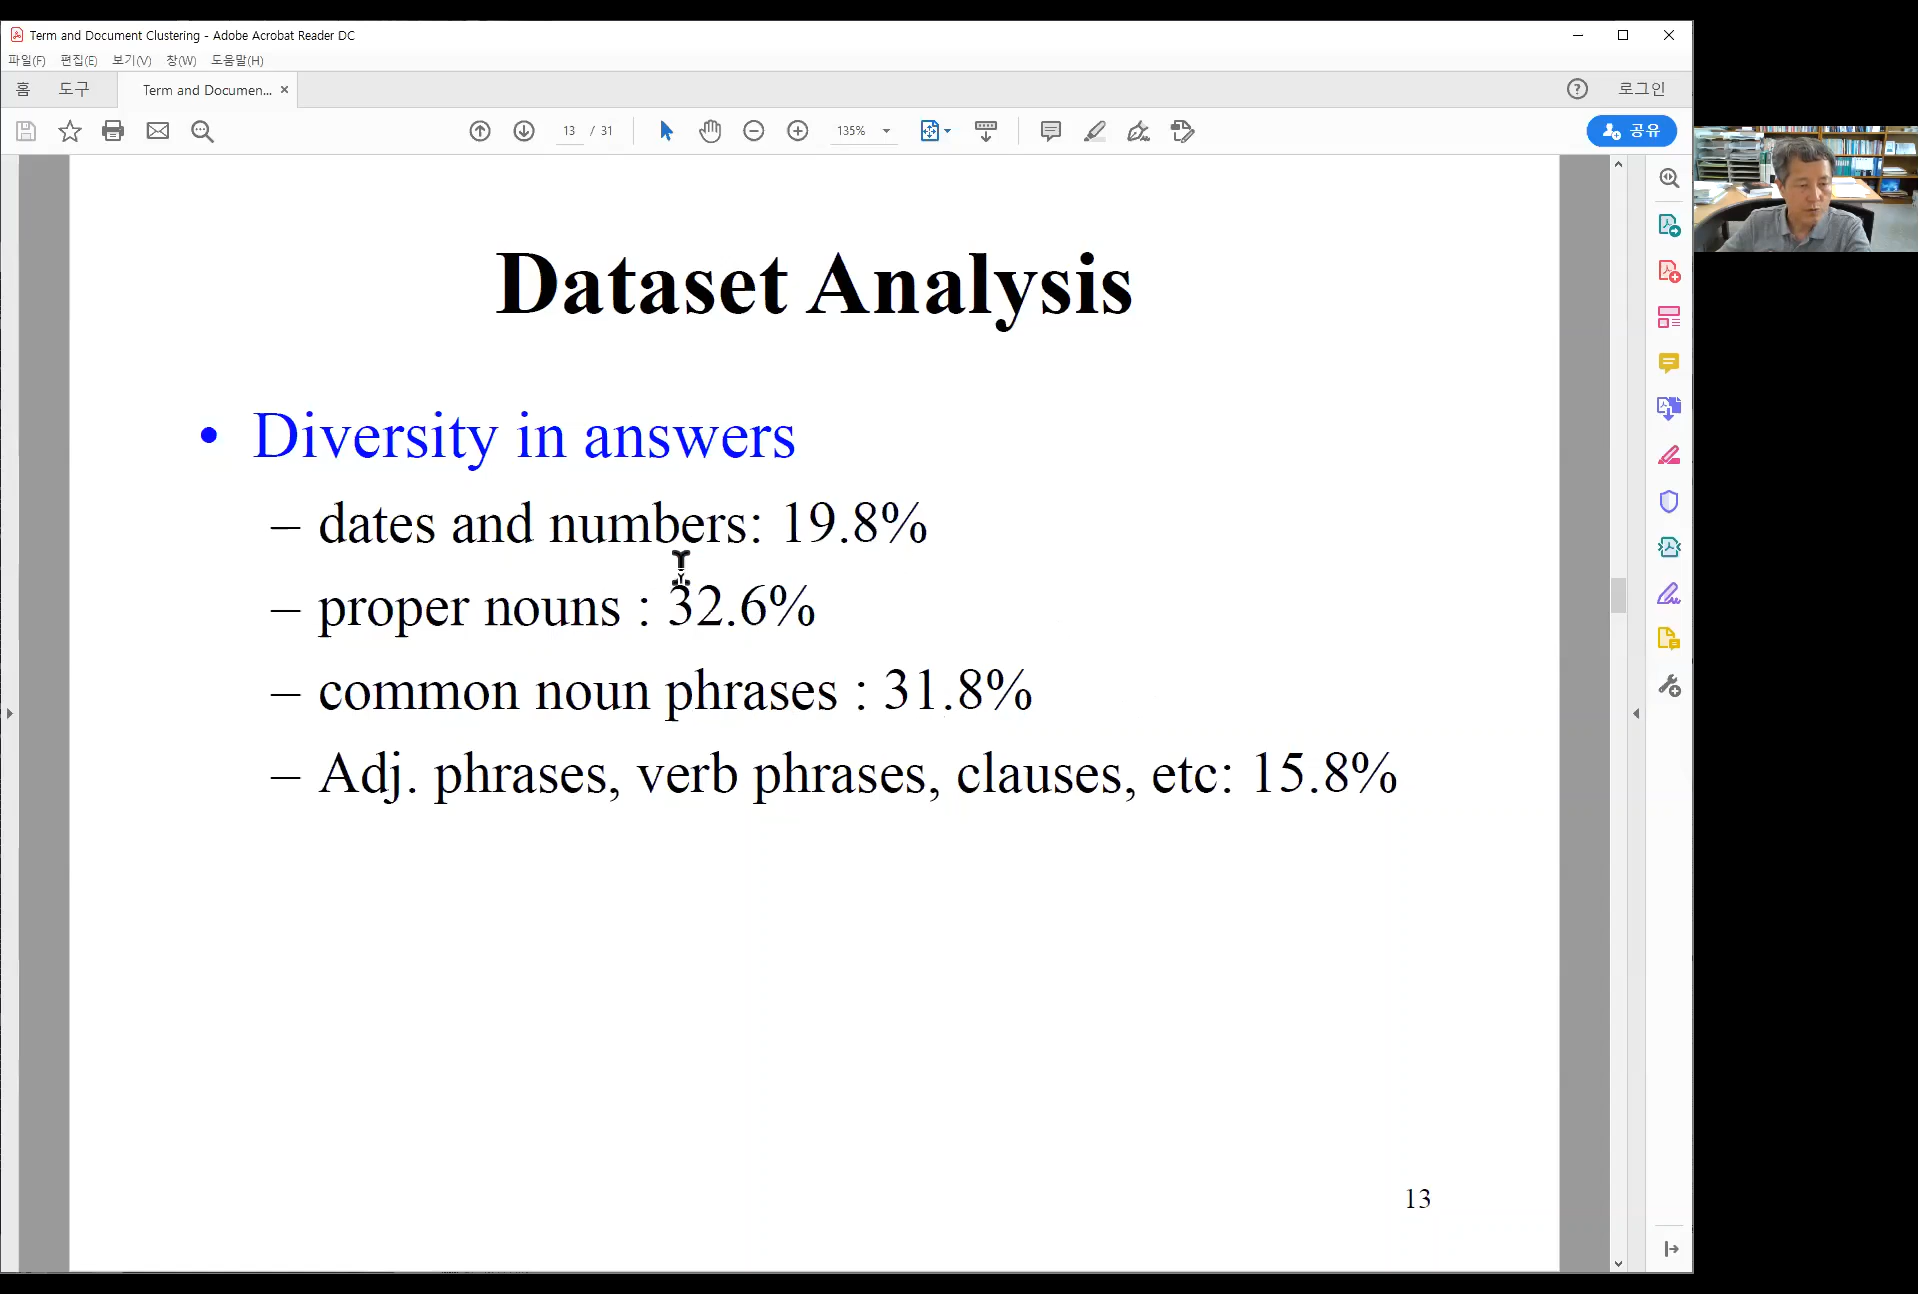 Term and Document Clustering - Adobe Acrobat Reader DC
파일(F) 편집(E) 보기(V) 창(W) 도움말(H)
홈 도구 Term and Documen... 로그인
13 / 31 135% 공유
Dataset Analysis
• Diversity in answers
– dates and numbers: 19.8%
– proper nouns : 32.6%
– common noun phrases : 31.8%
– Adj. phrases, verb phrases, clauses, etc: 15.8%
13